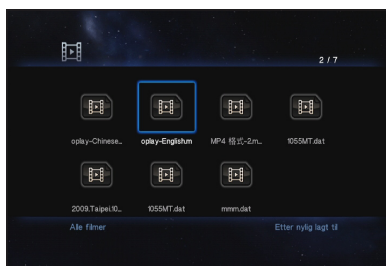 2 / 7
oplay-Chinese... oplay-English.m MP4 格式-2.m... 1055MT.dat
2009.Taipei.10... 1055MT.dat mmm.dat
Alle filmer Etter nylig lagt til